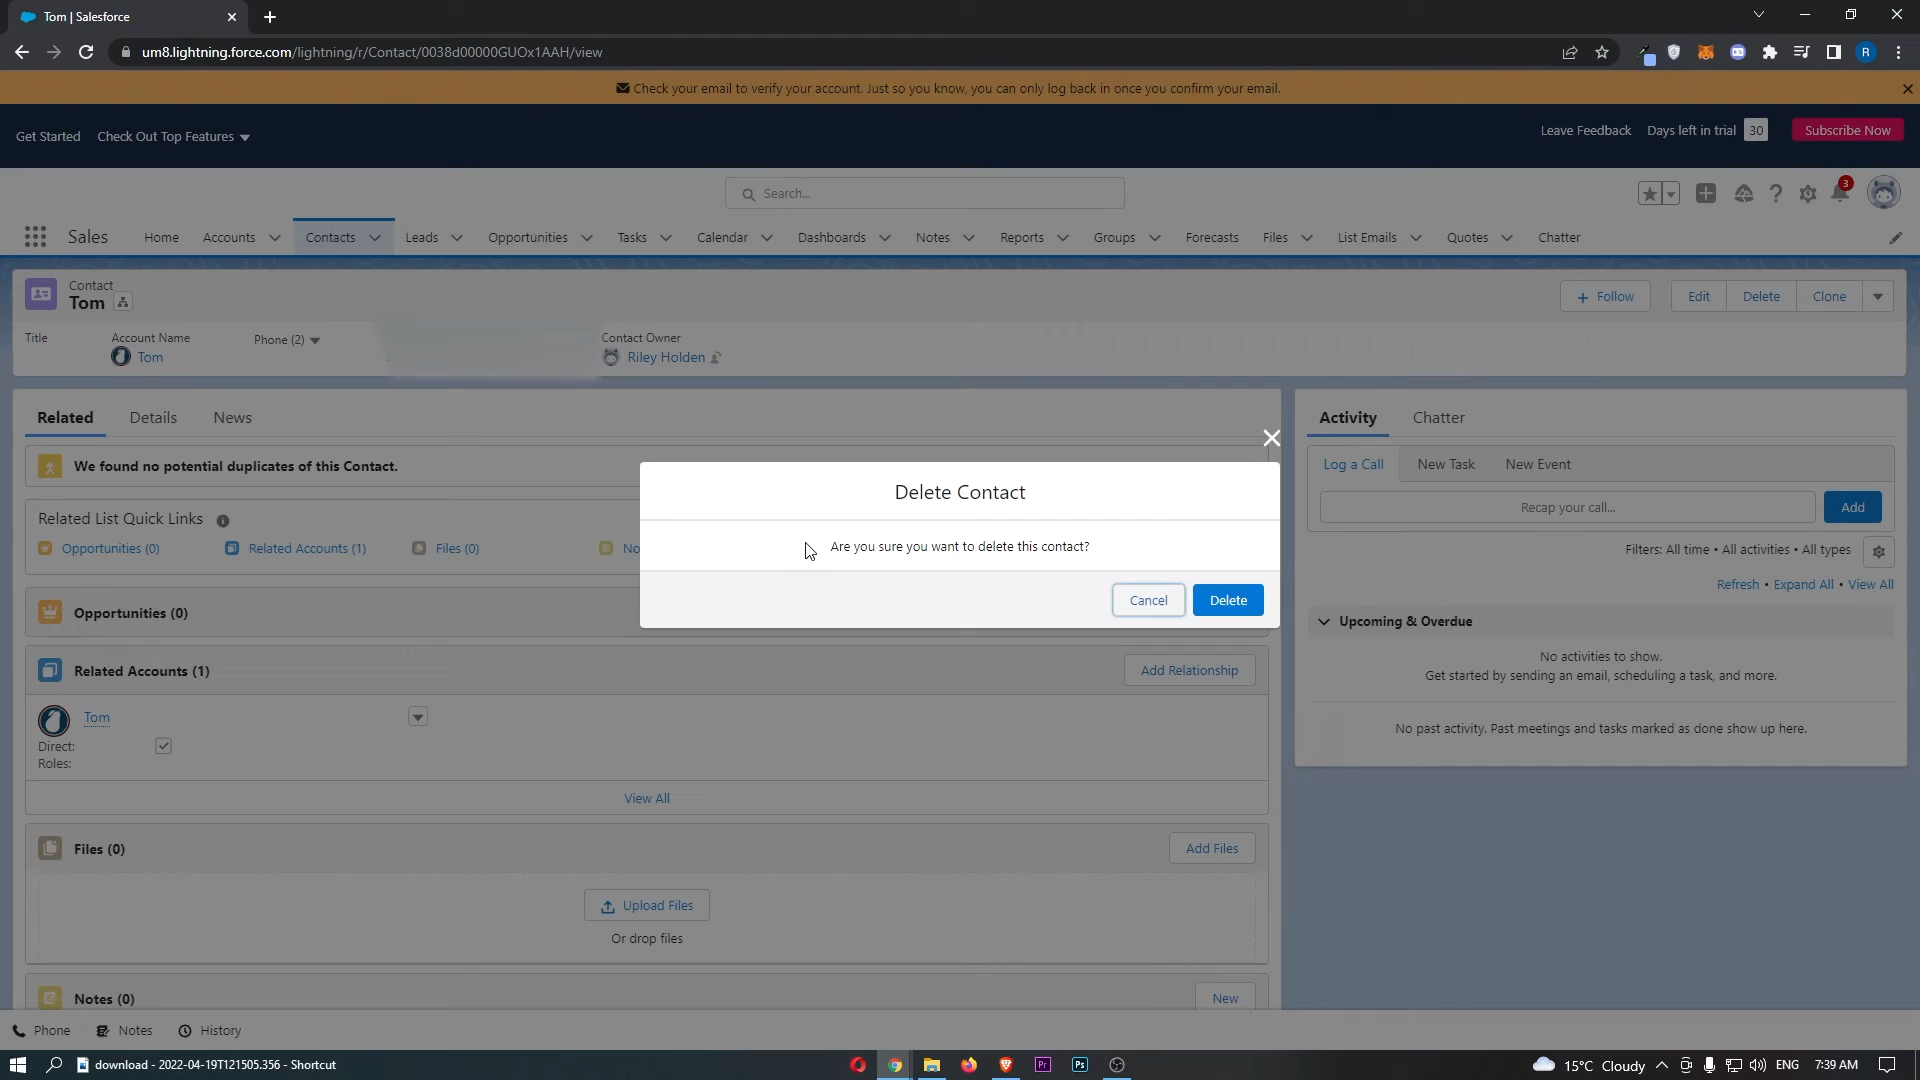 Tom | Salesforce
um8.lightning.force.com/lightning/r/Contact/0038d00000GUOx1AAH/view
R
Check your email to verify your account. Just so you know, you can only log back in once you confirm your email.
Get Started Check Out Top Features
Leave Feedback Days left in trial 30 Subscribe Now
Search...
3
Sales Home Accounts Contacts Leads Opportunities Tasks Calendar Dashboards Notes Reports Groups Forecasts Files List Emails Quotes Chatter
Contact
Tom
Follow Edit Delete Clone
Title Account Name Phone (2) Contact Owner
Tom Riley Holden
Related Details News
We found no potential duplicates of this Contact.
Related List Quick Links
Opportunities (0) Related Accounts (1) Files (0) No
Opportunities (0)
Related Accounts (1) Add Relationship
Tom
Direct:
Roles:
View All
Files (0) Add Files
Upload Files
Or drop files
Notes (0) New
Delete Contact
Are you sure you want to delete this contact?
Cancel Delete
Activity Chatter
Log a Call New Task New Event
Recap your call... Add
Filters: All time • All activities • All types
Refresh • Expand All • View All
Upcoming & Overdue
No activities to show.
Get started by sending an email, scheduling a task, and more.
No past activity. Past meetings and tasks marked as done show up here.
Phone Notes History
download - 2022-04-19T121505.356 - Shortcut
Pr Ps
15°C Cloudy ENG 7:39 AM